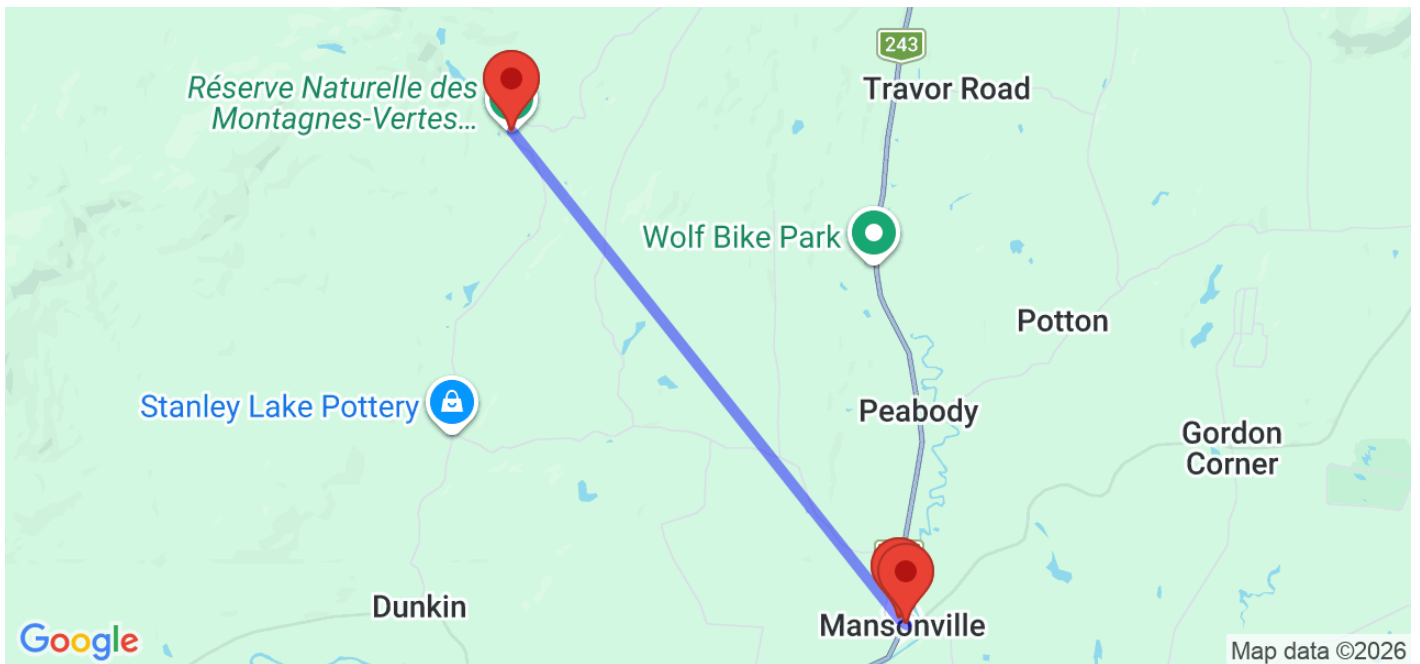 243
Travor Road
Réserve Naturelle des
Montagnes-Vertes...
Wolf Bike Park
Potton
Stanley Lake Pottery
Peabody
Gordon
Corner
Dunkin
Mansonville
Google
Map data ©2026